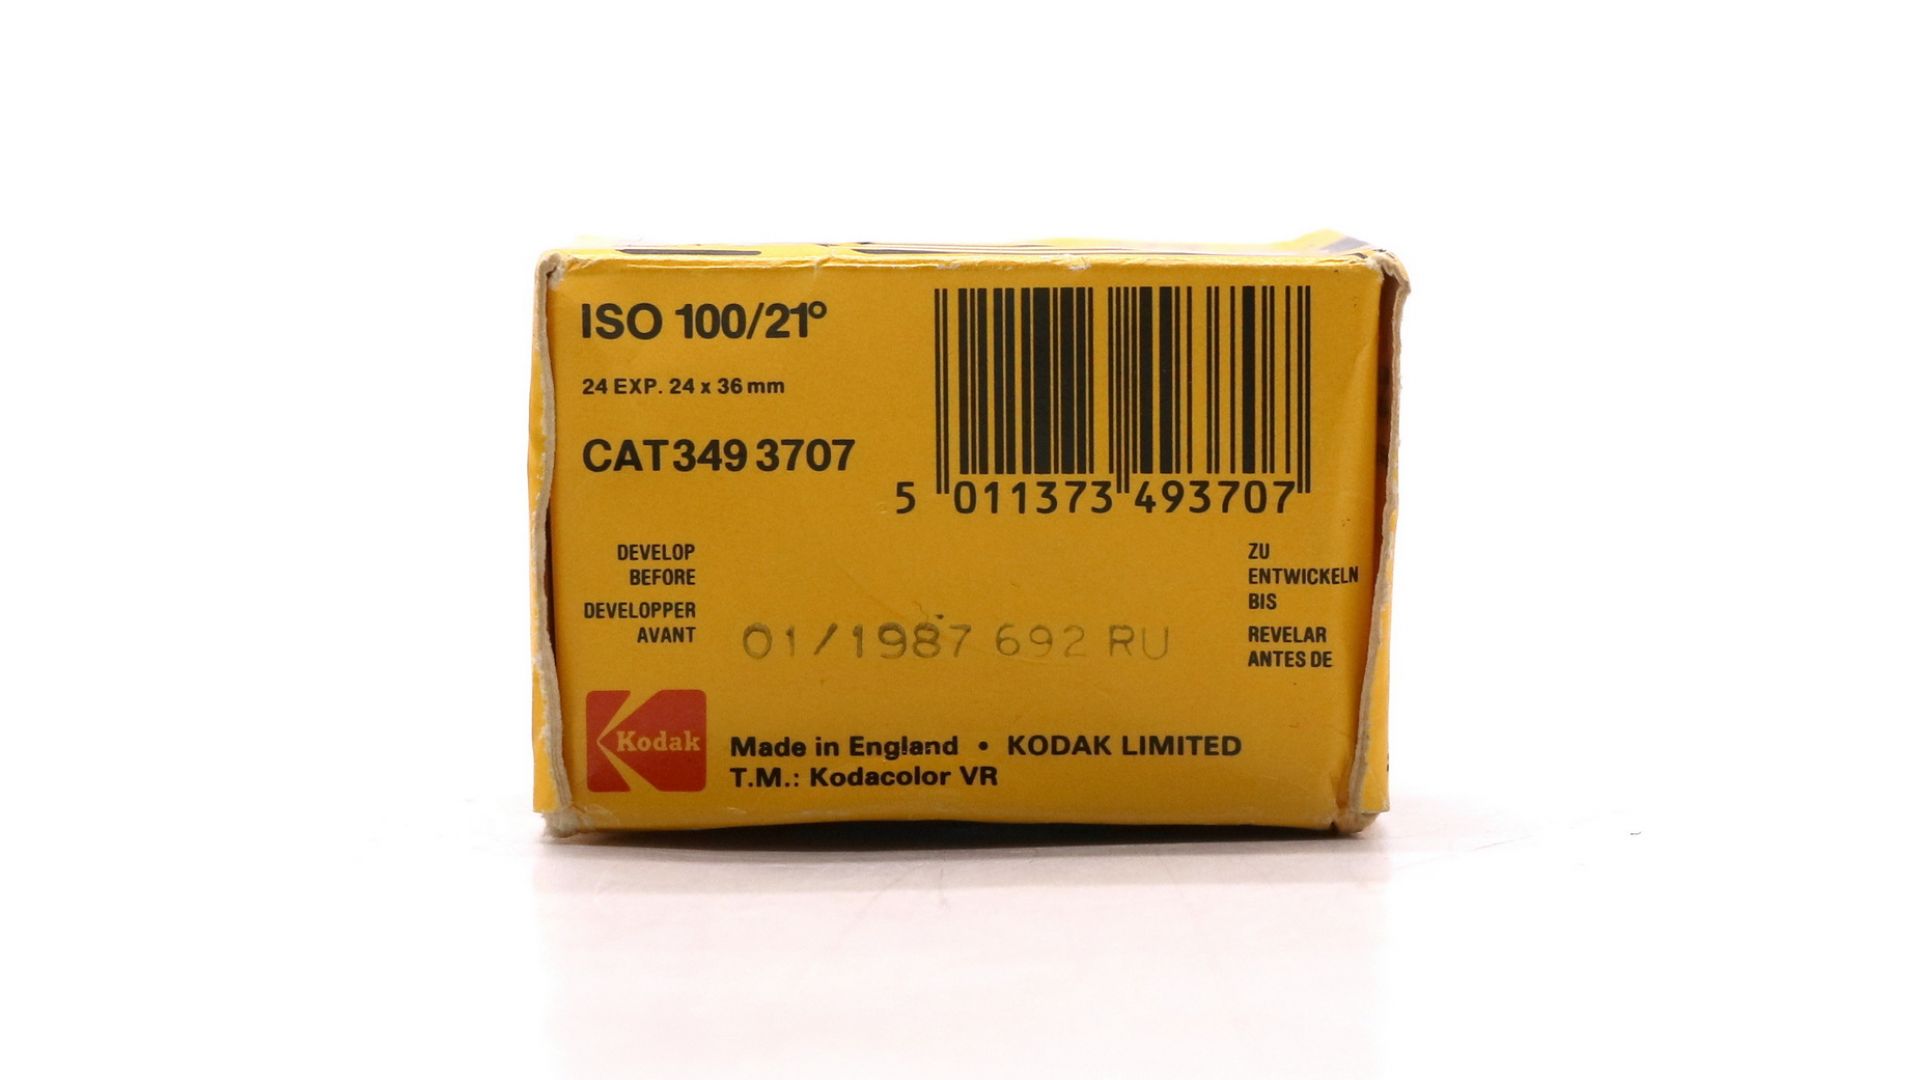 ISO 100/21°
24 EXP. 24 x 36 mm
CAT 349 3707
5 011373 493707
DEVELOP
BEFORE
DEVELOPPER
AVANT
01/1987 692 RU
ZU
ENTWICKELN
BIS
REVELAR
ANTES DE
Kodak
Made in England • KODAK LIMITED
T.M.: Kodacolor VR